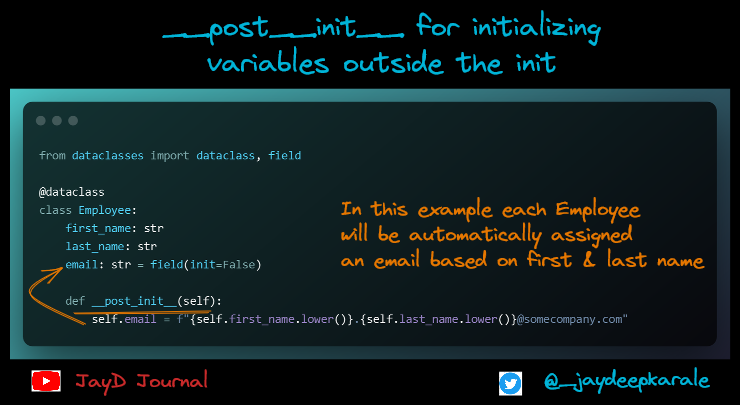 __post__init__ for initializing
variables outside the init
from dataclasses import dataclass, field
@dataclass
class Employee:
first_name: str
last_name: str
email: str = field(init=False)
def __post_init__(self):
self.email = f"{self.first_name.lower()}.{self.last_name.lower()}@somecompany.com"
In this example each Employee
will be automatically assigned
an email based on first & last name
JayD Journal
@_jaydeepkarale